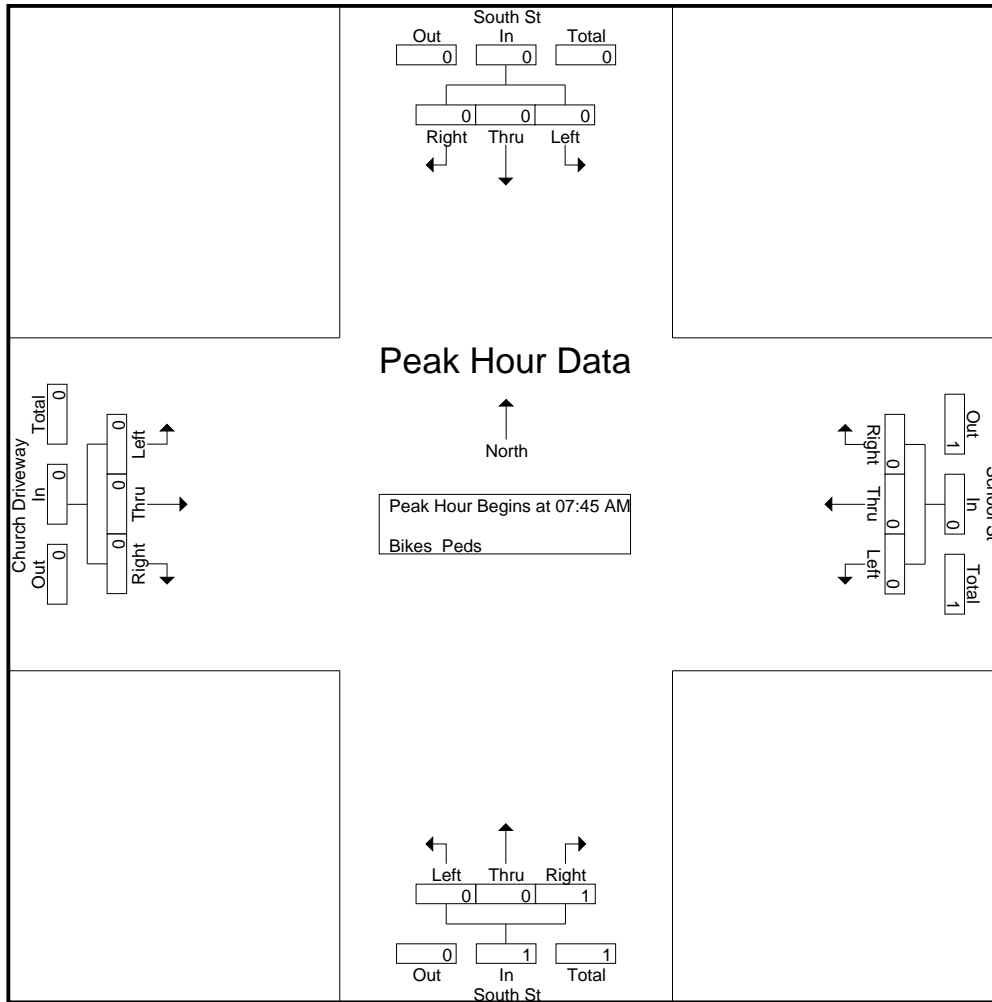 South St
Out In Total
0 0 0
0 0 0
Right Thru Left
Peak Hour Data
North
Peak Hour Begins at 07:45 AM
Bikes Peds
Church Driveway
Out In Total
0 0 0
Right Thru Left
0 0 0
Out In Total
1 0 1
Right Thru Left
0 0 0
Left Thru Right
0 0 1
0 1 1
Out In Total
South St